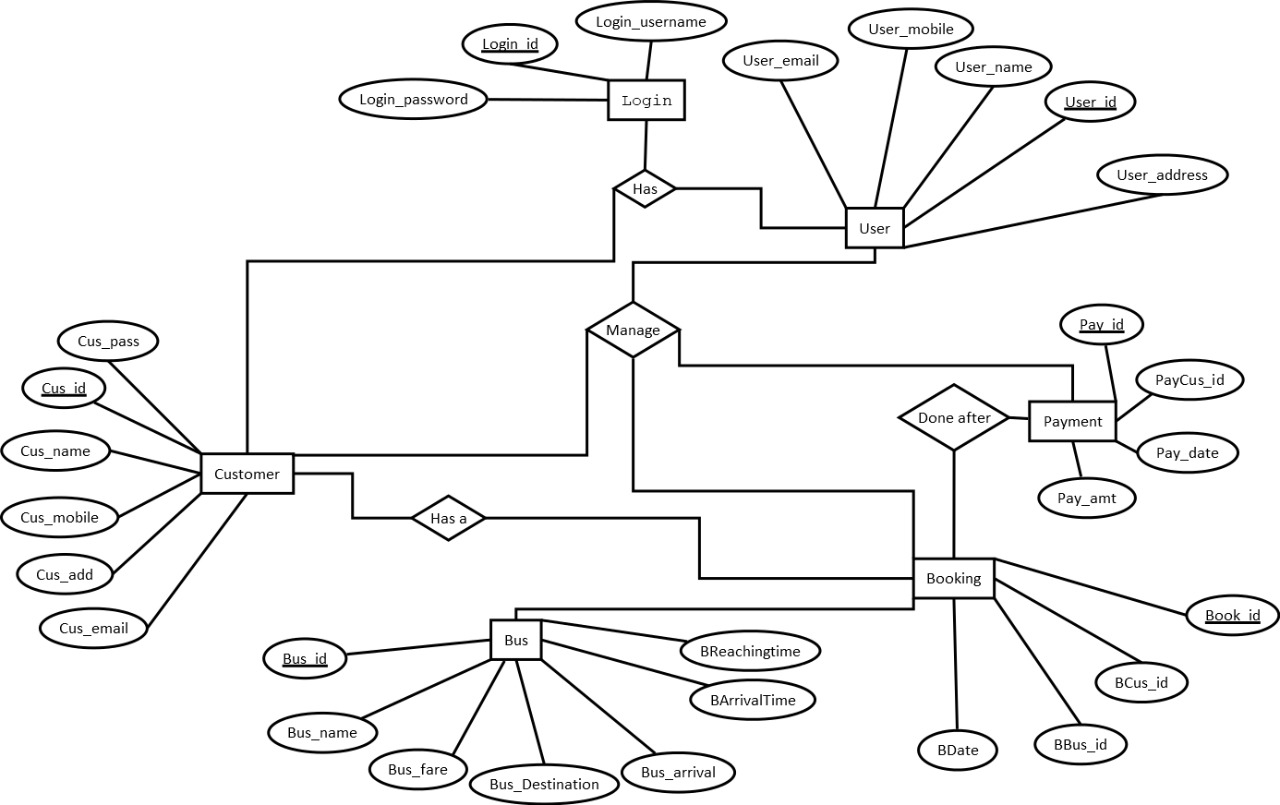 Login_username
Login_id
Login_password
Login
User_mobile
User_email
User_name
User_id
User_address
Has
User
Manage
Cus_pass
Cus_id
Cus_name
Cus_mobile
Cus_add
Cus_email
Customer
Has a
Pay_id
PayCus_id
Done after
Payment
Pay_date
Pay_amt
Booking
Book_id
BCus_id
BBus_id
BDate
Bus
BReachingtime
Bus_id
BArrivalTime
Bus_name
Bus_fare
Bus_Destination
Bus_arrival